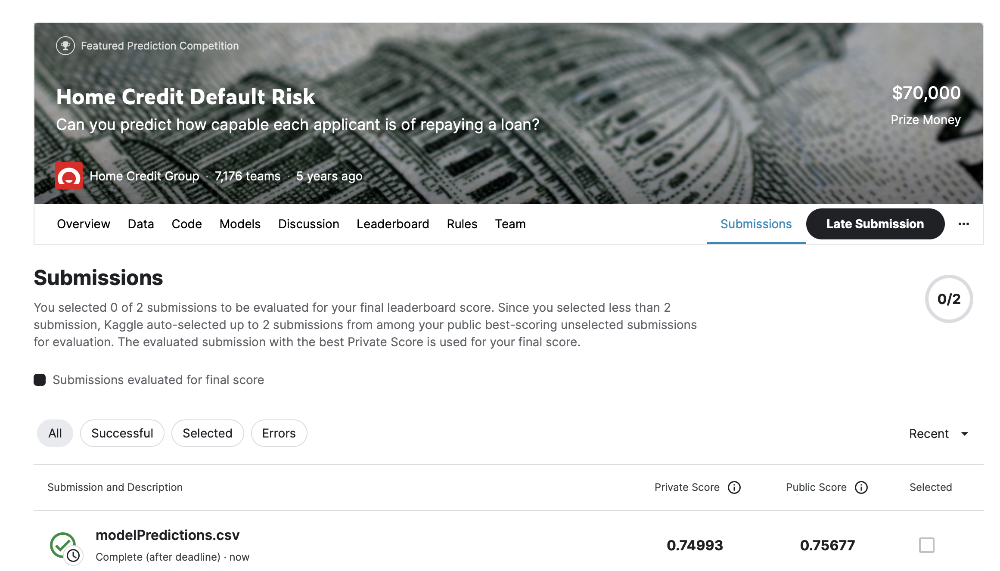 Featured Prediction Competition
Home Credit Default Risk
Can you predict how capable each applicant is of repaying a loan?
$70,000
Prize Money
Home Credit Group · 7,176 teams · 5 years ago
Overview Data Code Models Discussion Leaderboard Rules Team Submissions Late Submission ...
Submissions
0/2
You selected 0 of 2 submissions to be evaluated for your final leaderboard score. Since you selected less than 2
submission, Kaggle auto-selected up to 2 submissions from among your public best-scoring unselected submissions
for evaluation. The evaluated submission with the best Private Score is used for your final score.
Submissions evaluated for final score
All Successful Selected Errors Recent
Submission and Description Private Score Public Score Selected
modelPredictions.csv
0.74993 0.75677
Complete (after deadline) · now